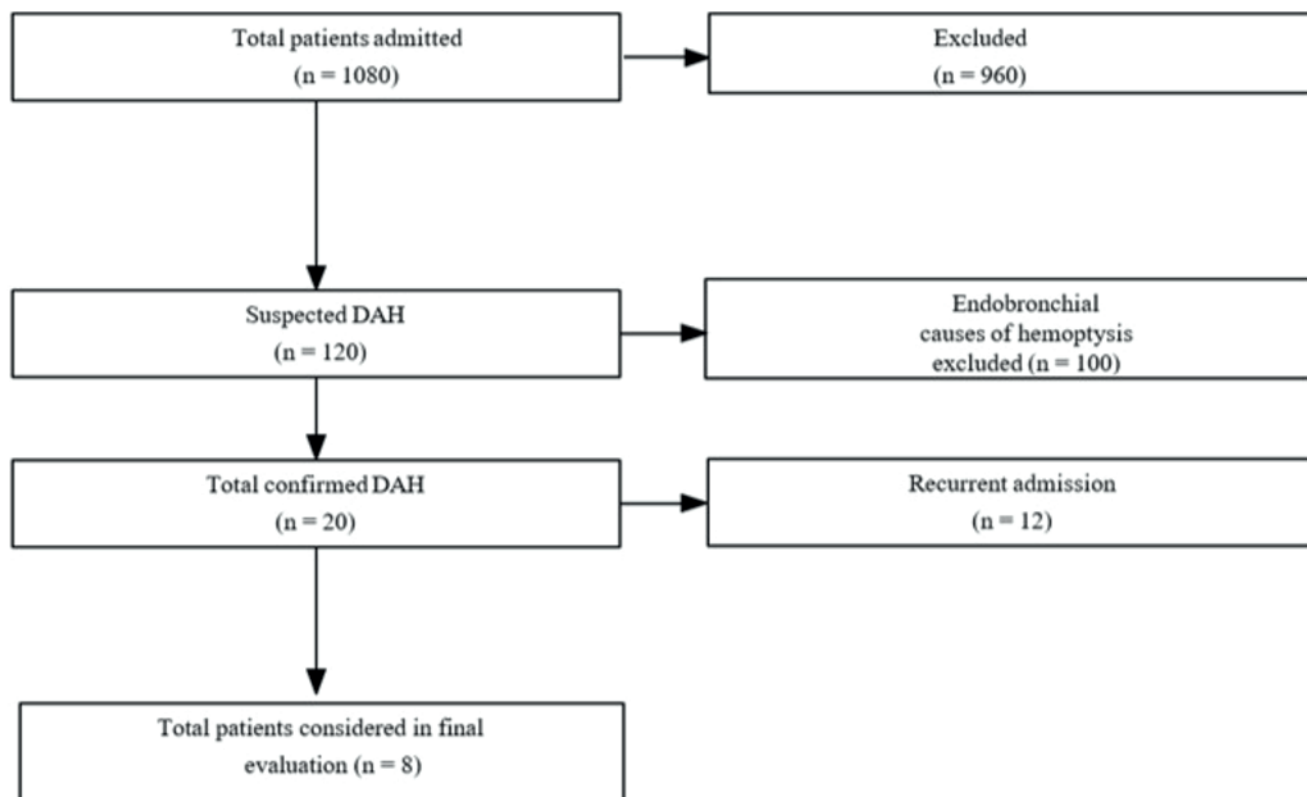 Total patients admitted
(n = 1080)
Excluded
(n = 960)
Suspected DAH
(n = 120)
Endobronchial
causes of hemoptysis
excluded (n = 100)
Total confirmed DAH
(n = 20)
Recurrent admission
(n = 12)
Total patients considered in final
evaluation (n = 8)